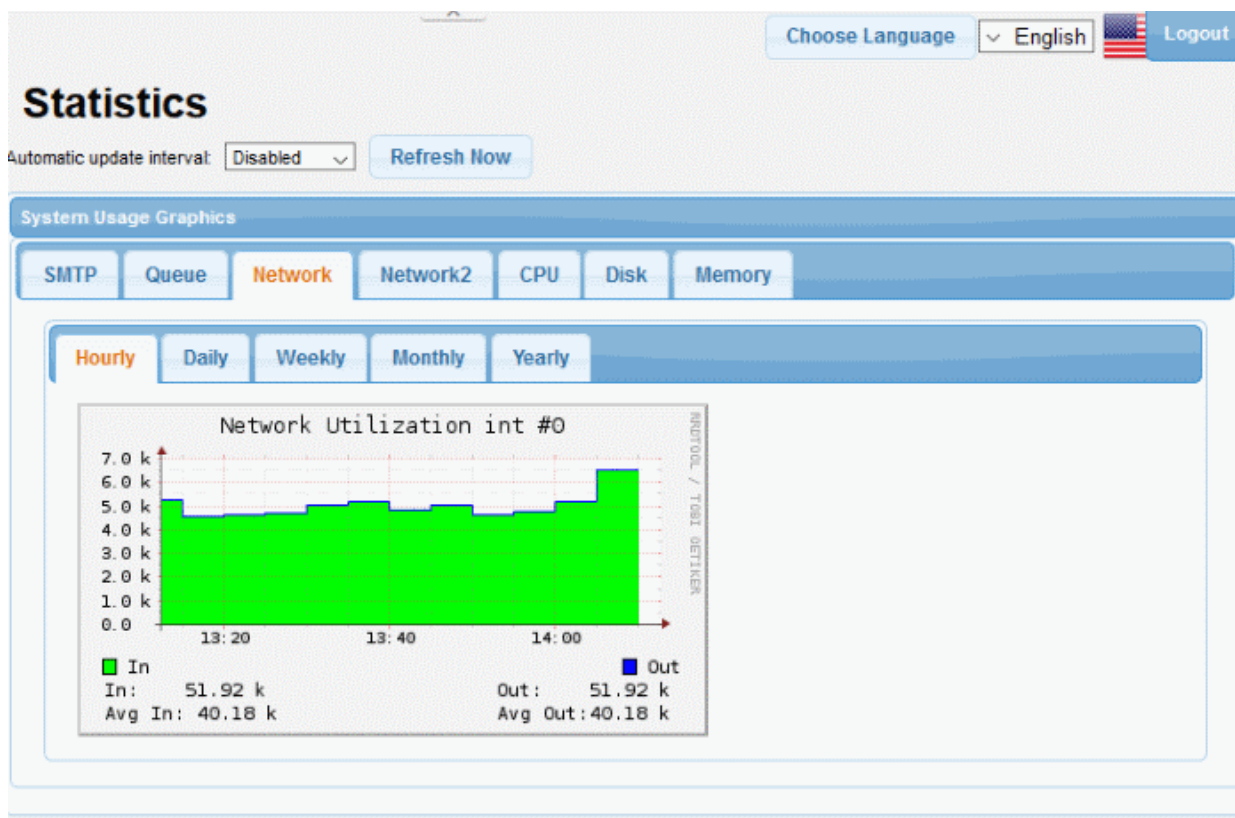 Choose Language English Logout
Statistics
Automatic update interval: Disabled Refresh Now
System Usage Graphics
SMTP Queue Network Network2 CPU Disk Memory
Hourly Daily Weekly Monthly Yearly
Network Utilization int #0
RRDTOOL / TOBI OETIKER
7.0 k
6.0 k
5.0 k
4.0 k
3.0 k
2.0 k
1.0 k
0.0
13:20 13:40 14:00
In Out
In: 51.92 k Out: 51.92 k
Avg In: 40.18 k Avg Out:40.18 k